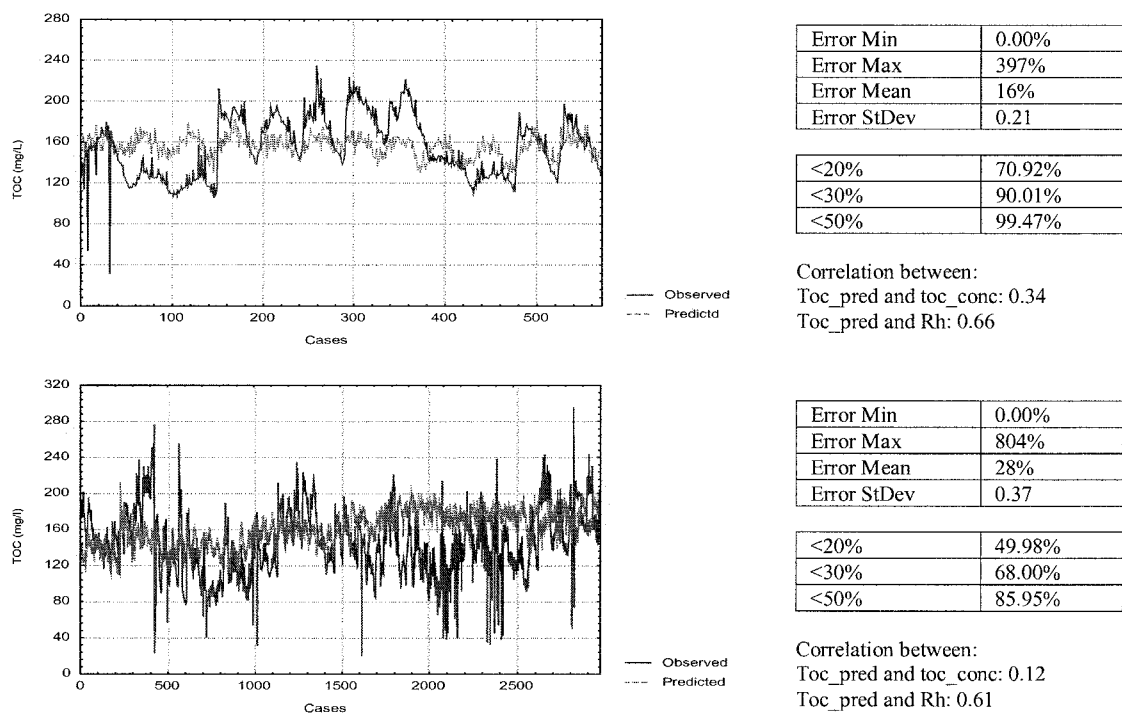 280
240
200
160
120
80
40
0
TOC (mg/L)
0 100 200 300 400 500
Cases
Observed
Predictd
Error Min 0.00%
Error Max 397%
Error Mean 16%
Error StDev 0.21
<20% 70.92%
<30% 90.01%
<50% 99.47%
Correlation between:
Toc_pred and toc_conc: 0.34
Toc_pred and Rh: 0.66
320
280
240
200
160
120
80
40
0
TOC (mg/l)
0 500 1000 1500 2000 2500
Cases
Observed
Predicted
Error Min 0.00%
Error Max 804%
Error Mean 28%
Error StDev 0.37
<20% 49.98%
<30% 68.00%
<50% 85.95%
Correlation between:
Toc_pred and toc_conc: 0.12
Toc_pred and Rh: 0.61